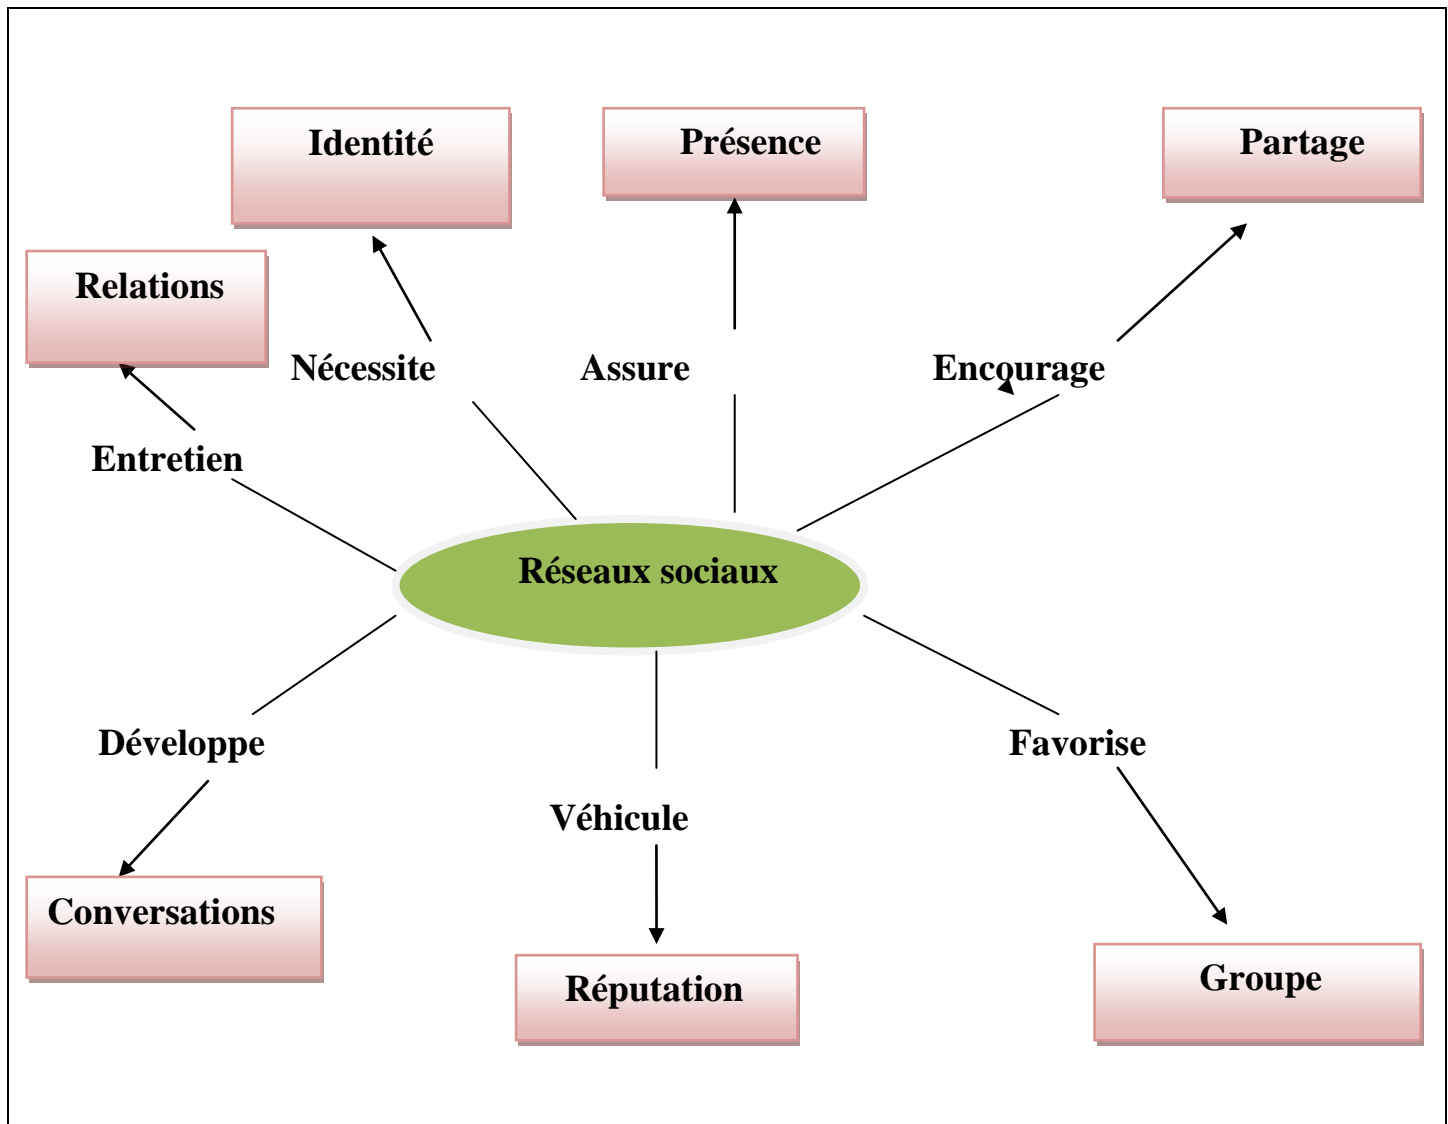 Identité
Présence
Partage
Relations
Nécessite
Assure
Encourage
Entretien
Réseaux sociaux
Développe
Favorise
Véhicule
Conversations
Réputation
Groupe